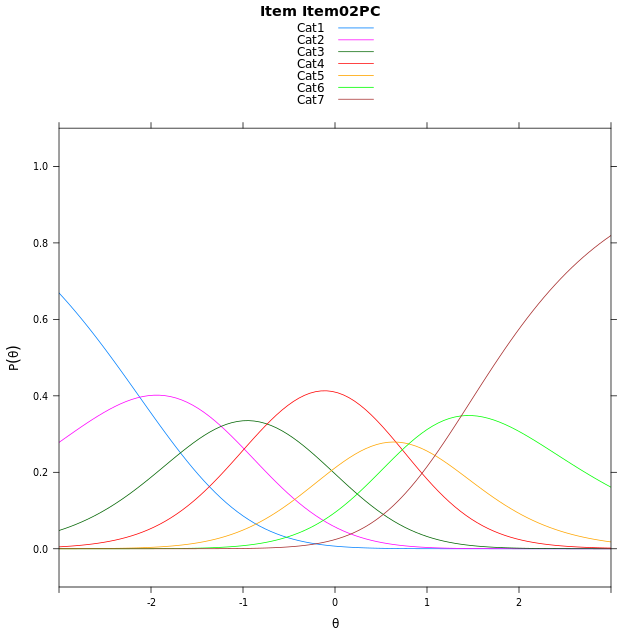 Item Item02PC
Cat1
Cat2
Cat3
Cat4
Cat5
Cat6
Cat7
1.0
0.8
0.6
0.4
0.2
0.0
P(θ)
-2 -1 0 1 2
θ